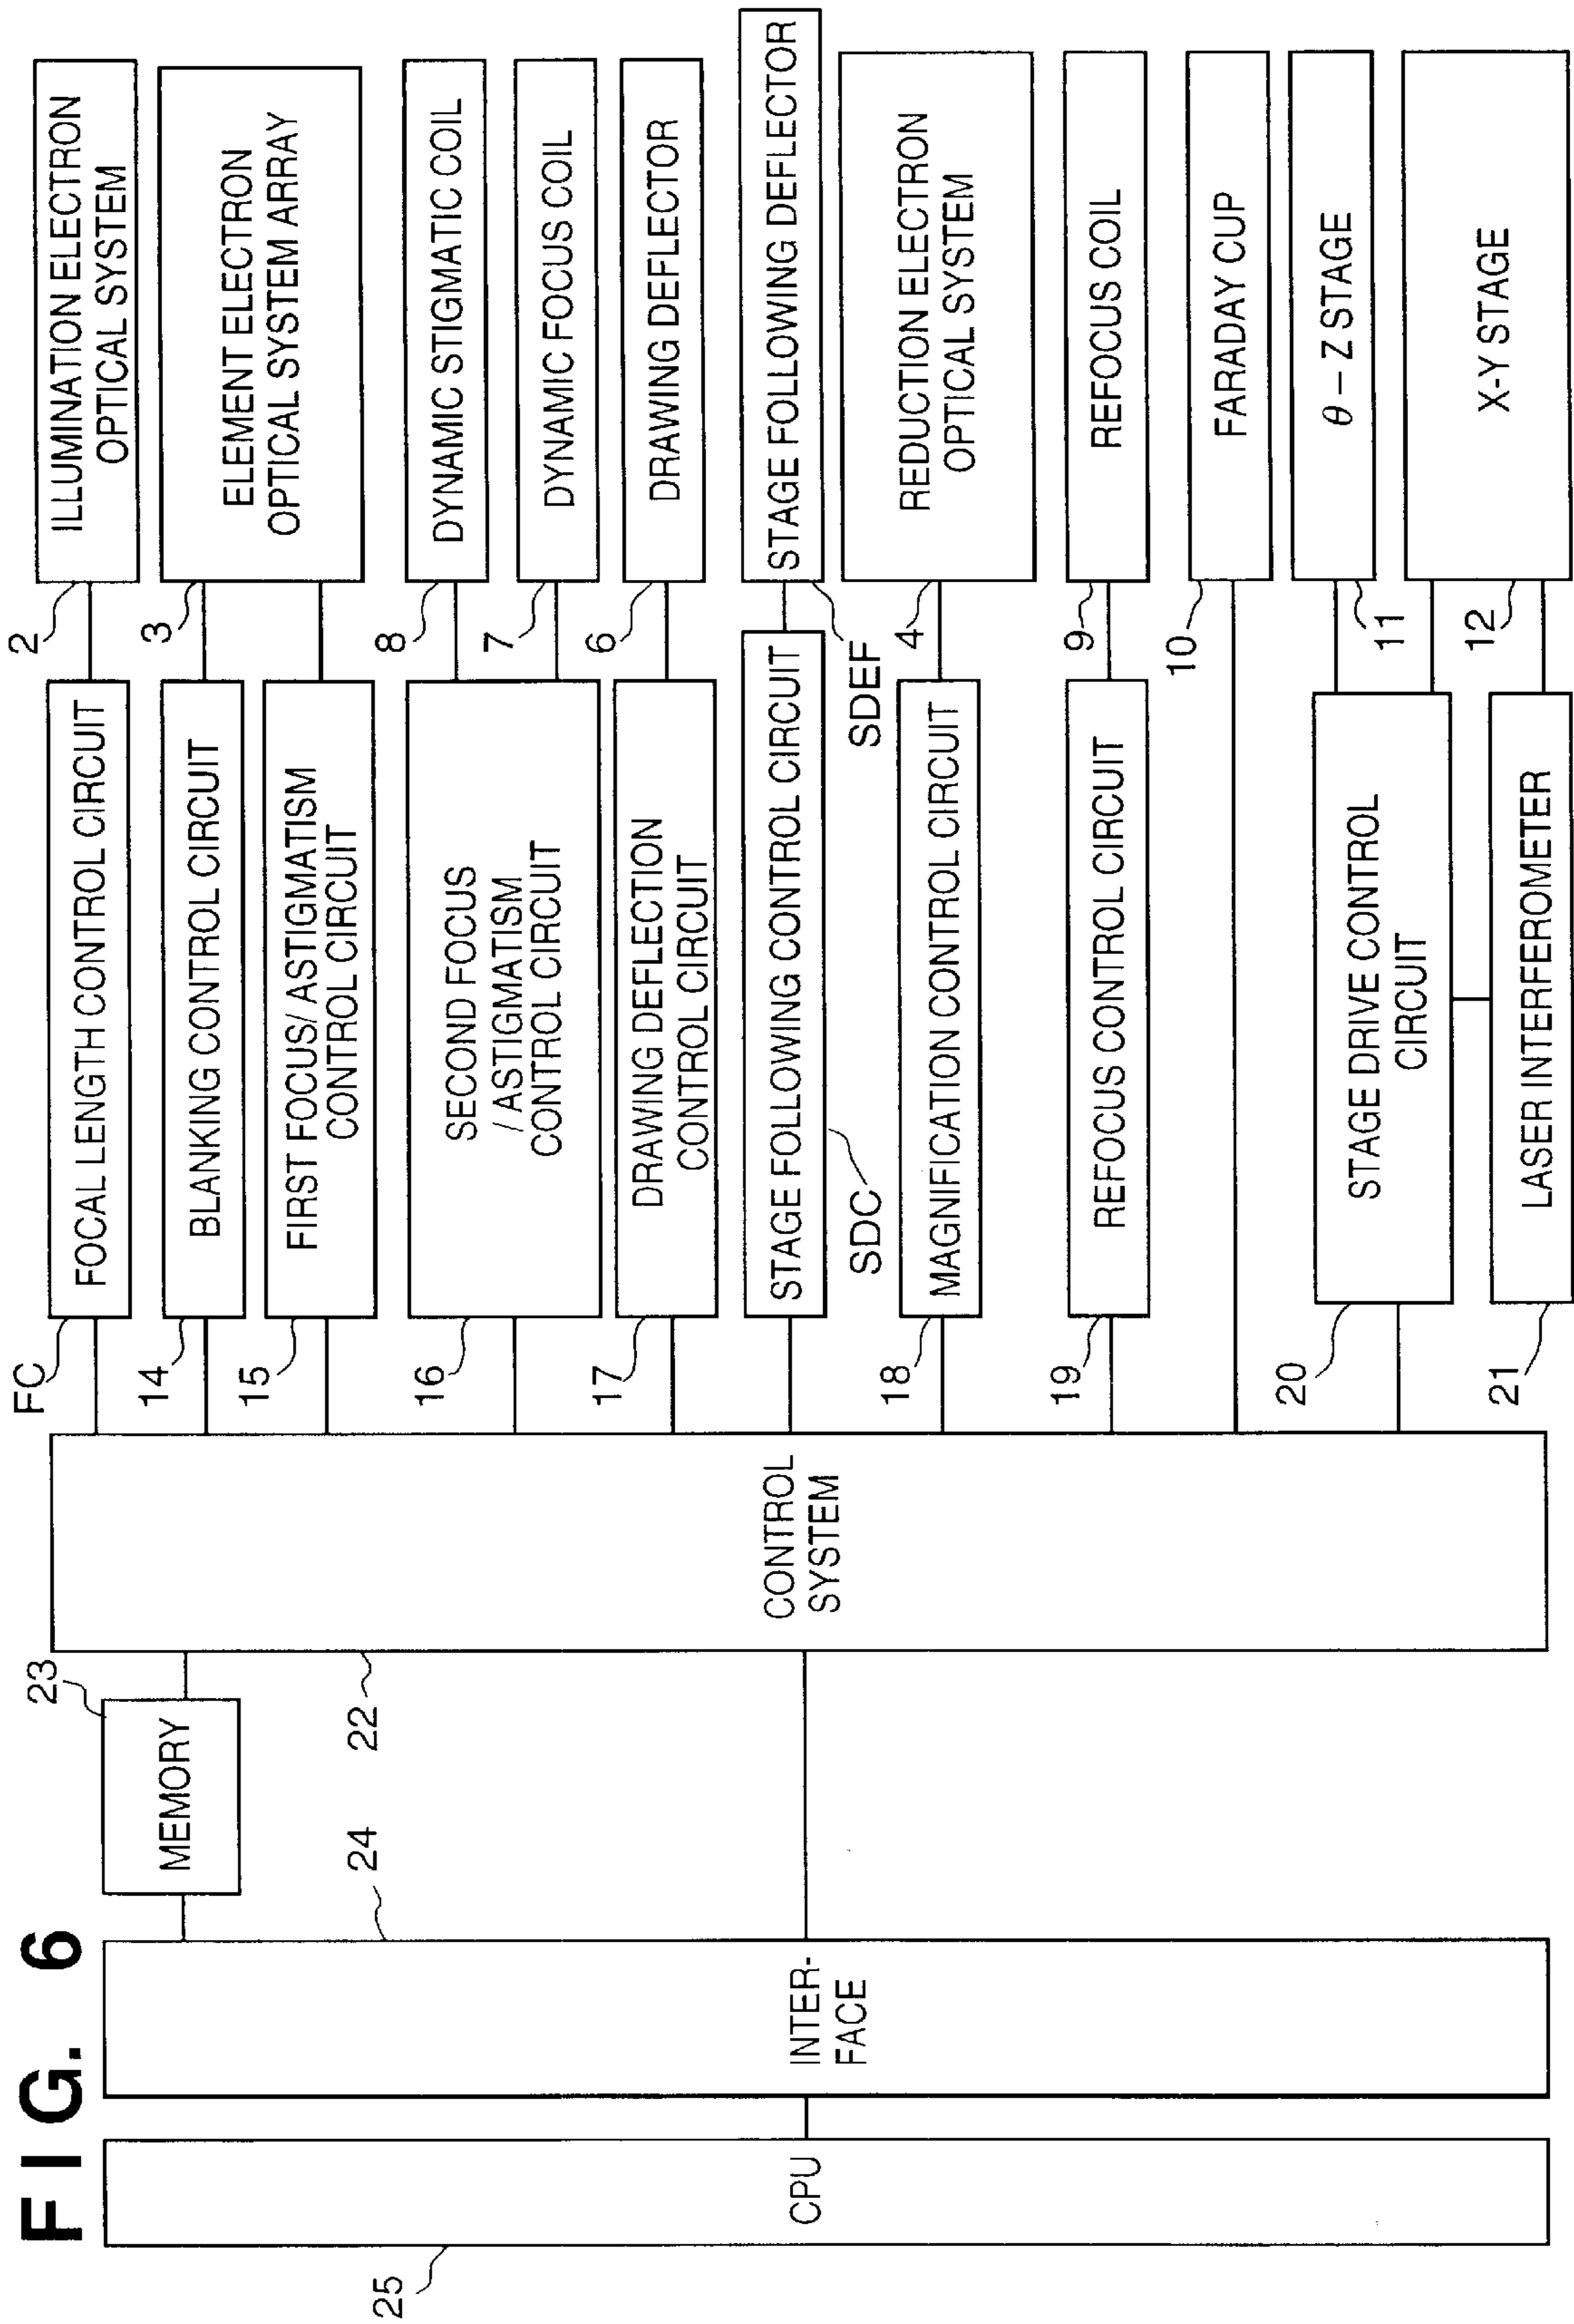 FIG. 6
25
CPU
INTER-
FACE
24
23
MEMORY
22
CONTROL
SYSTEM
FC
FOCAL LENGTH CONTROL CIRCUIT
2
ILLUMINATION ELECTRON
OPTICAL SYSTEM
14
BLANKING CONTROL CIRCUIT
3
ELEMENT ELECTRON
OPTICAL SYSTEM ARRAY
15
FIRST FOCUS/ASTIGMATISM
CONTROL CIRCUIT
16
SECOND FOCUS
/ASTIGMATISM
CONTROL CIRCUIT
8
DYNAMIC STIGMATIC COIL
7
DYNAMIC FOCUS COIL
17
DRAWING DEFLECTION
CONTROL CIRCUIT
6
DRAWING DEFLECTOR
STAGE FOLLOWING CONTROL CIRCUIT
SDC
STAGE FOLLOWING DEFLECTOR
SDEF
18
MAGNIFICATION CONTROL CIRCUIT
4
REDUCTION ELECTRON
OPTICAL SYSTEM
19
REFOCUS CONTROL CIRCUIT
9
REFOCUS COIL
10
FARADAY CUP
20
STAGE DRIVE CONTROL
CIRCUIT
11
θ – Z STAGE
21
LASER INTERFEROMETER
12
X-Y STAGE